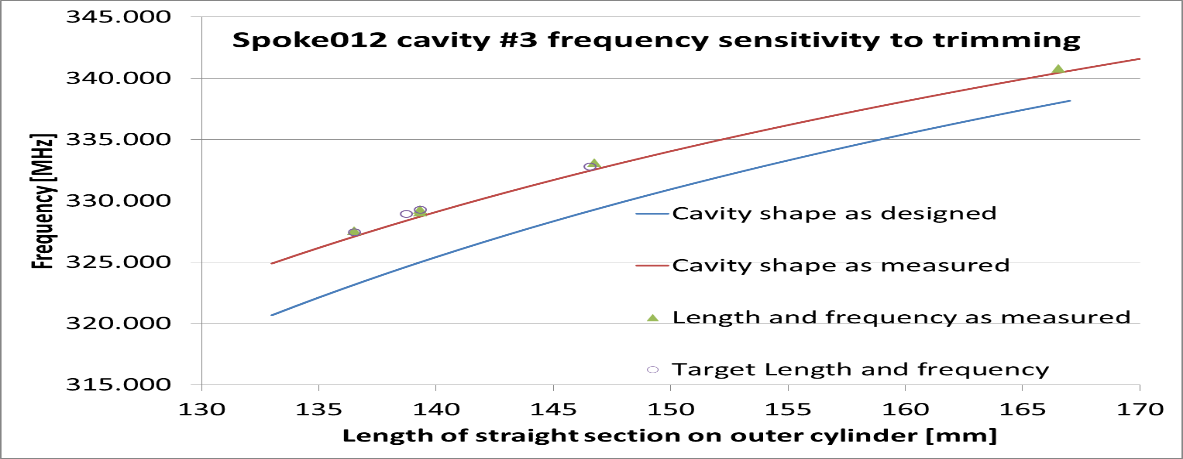 Spoke012 cavity #3 frequency sensitivity to trimming
345.000
340.000
335.000
330.000
325.000
320.000
315.000
Frequency [MHz]
Cavity shape as designed
Cavity shape as measured
Length and frequency as measured
Target Length and frequency
130 135 140 145 150 155 160 165 170
Length of straight section on outer cylinder [mm]